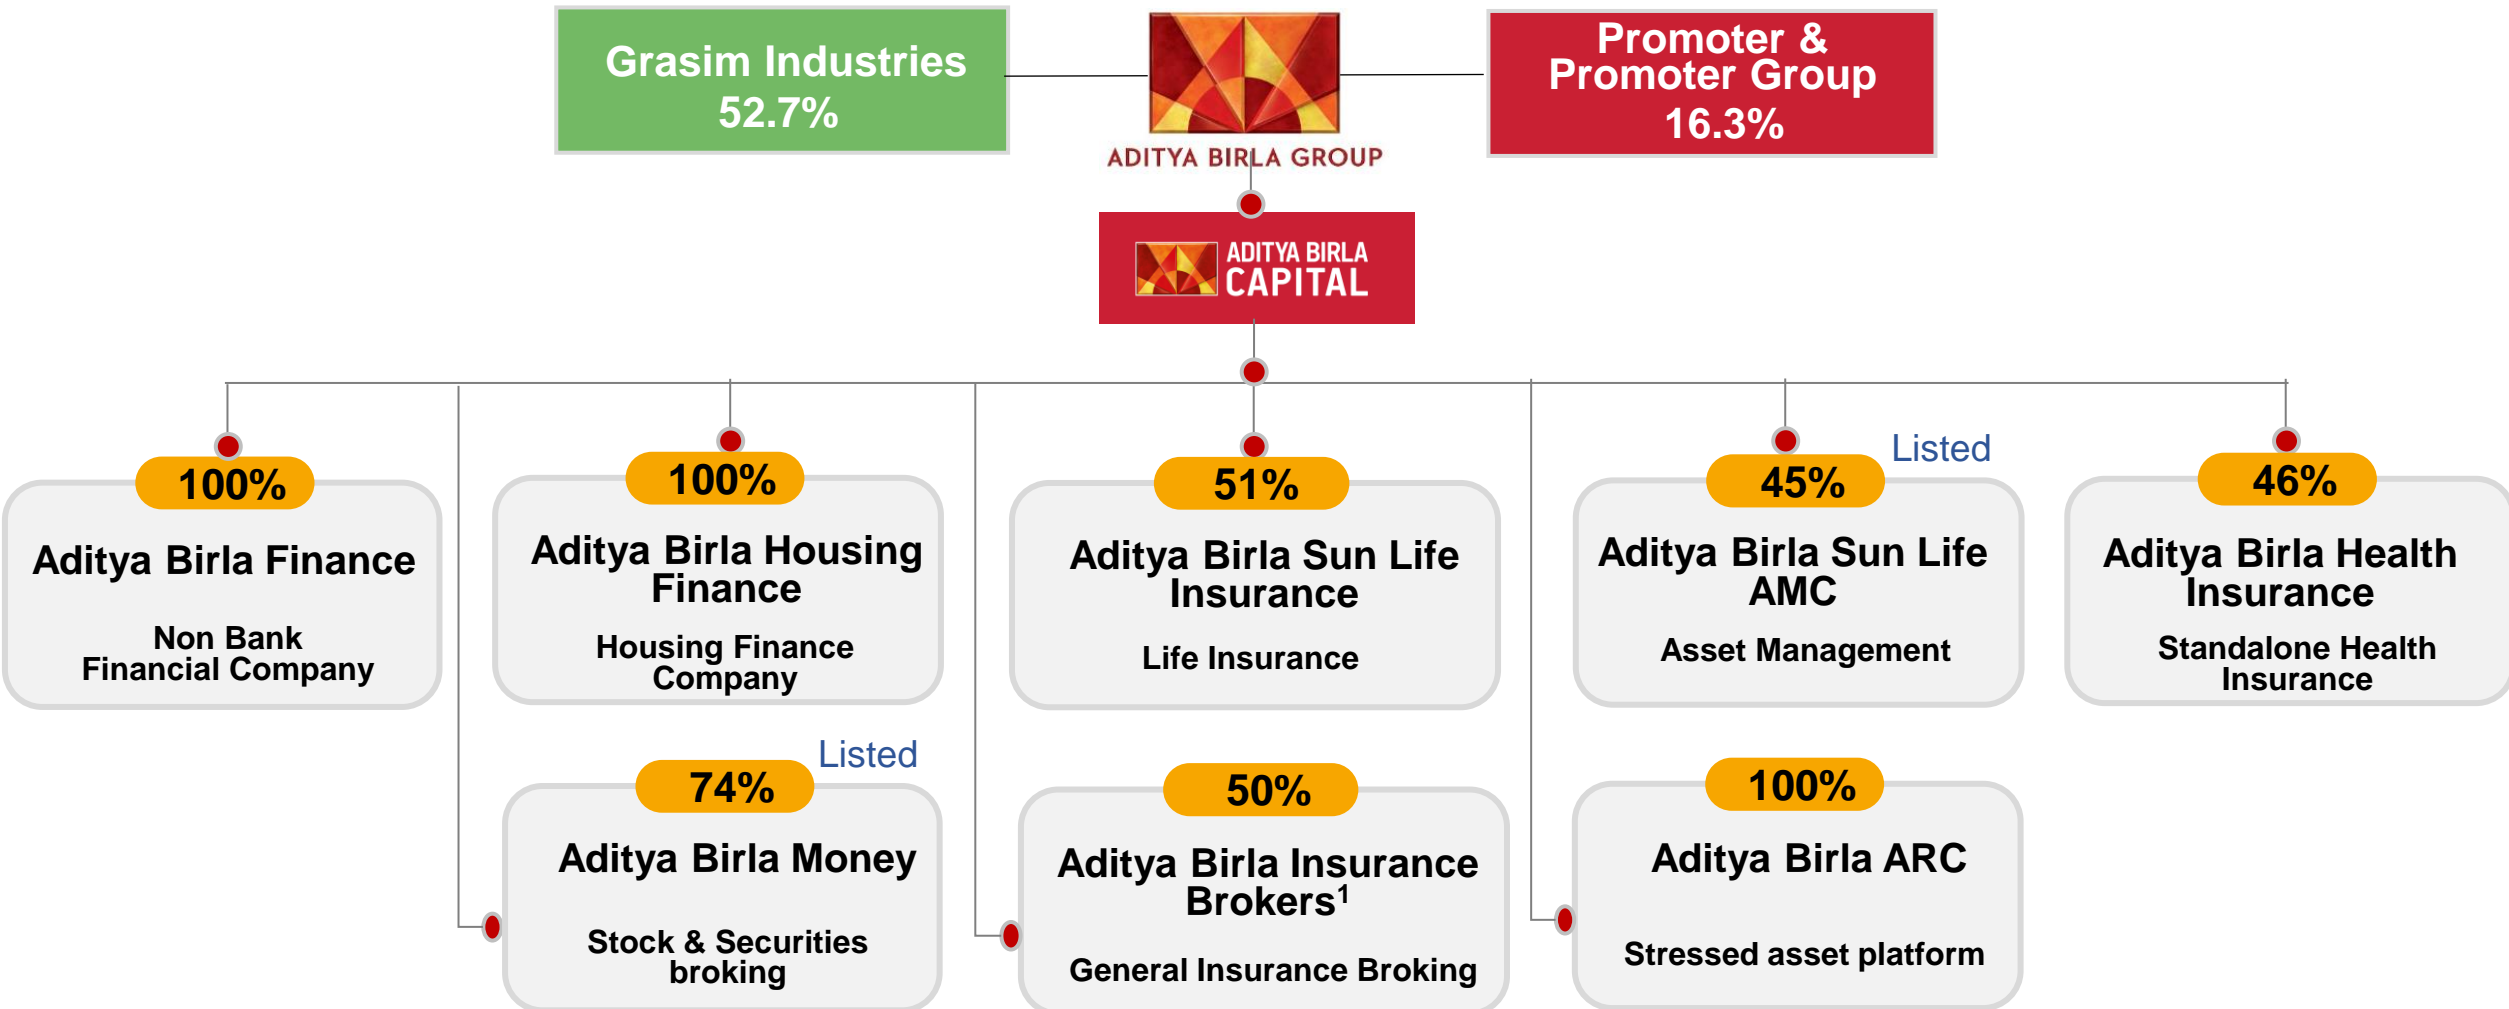 Grasim Industries
52.7%
ADITYA BIRLA GROUP
Promoter &
Promoter Group
16.3%
ADITYA BIRLA
CAPITAL
100%
Aditya Birla Finance
Non Bank
Financial Company
100%
Aditya Birla Housing
Finance
Housing Finance
Company
51%
Aditya Birla Sun Life
Insurance
Life Insurance
Listed
45%
Aditya Birla Sun Life
AMC
Asset Management
46%
Aditya Birla Health
Insurance
Standalone Health
Insurance
Listed
74%
Aditya Birla Money
Stock & Securities
broking
50%
Aditya Birla Insurance
Brokers¹
General Insurance Broking
100%
Aditya Birla ARC
Stressed asset platform